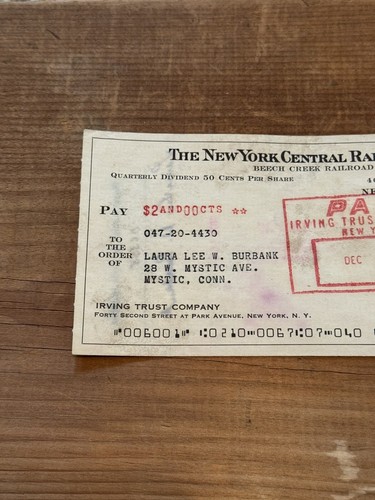 THE NEW YORK CENTRAL RAI
BEECH CREEK RAILROAD
QUARTERLY DIVIDEND 50 CENTS PER SHARE
PAY $2AND00CTS **
PA
IRVING TRUS
NEW Y
DEC
047-20-4430
TO
THE
ORDER
OF
LAURA LEE W. BURBANK
28 W. MYSTIC AVE.
MYSTIC, CONN.
IRVING TRUST COMPANY
FORTY SECOND STREET AT PARK AVENUE, NEW YORK, N. Y.
⑈006001⑈ ⑆0210⑉0067⑆07⑉040